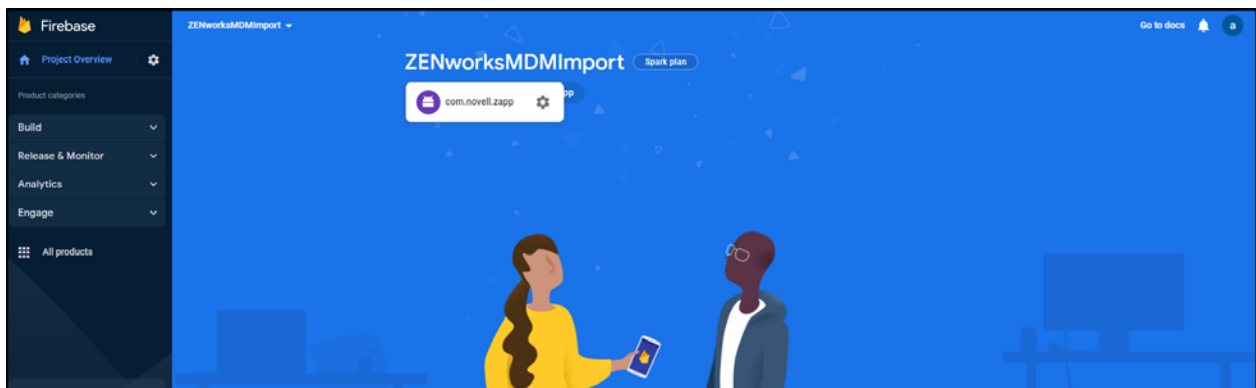 Firebase
ZENworksMDMImport
Go to docs
a
Project Overview
ZENworksMDMImport
Spark plan
Product categories
com.novell.zapp
pp
Build
Release & Monitor
Analytics
Engage
All products